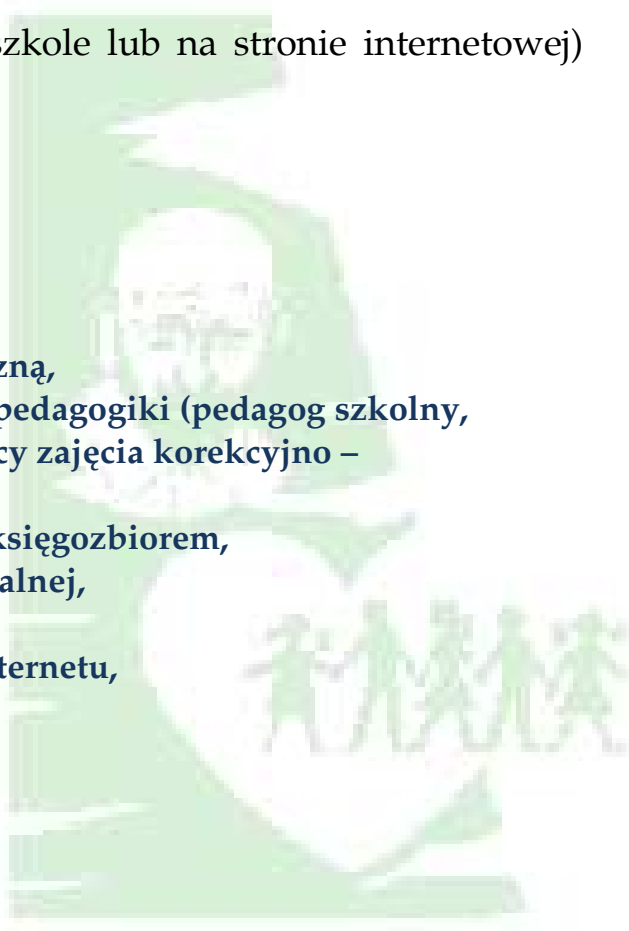 szkole lub na stronie internetowej)
zną,
pedagogiki (pedagog szkolny,
cy zajęcia korekcyjno –
księgozbiorem,
alnej,
ternetu,